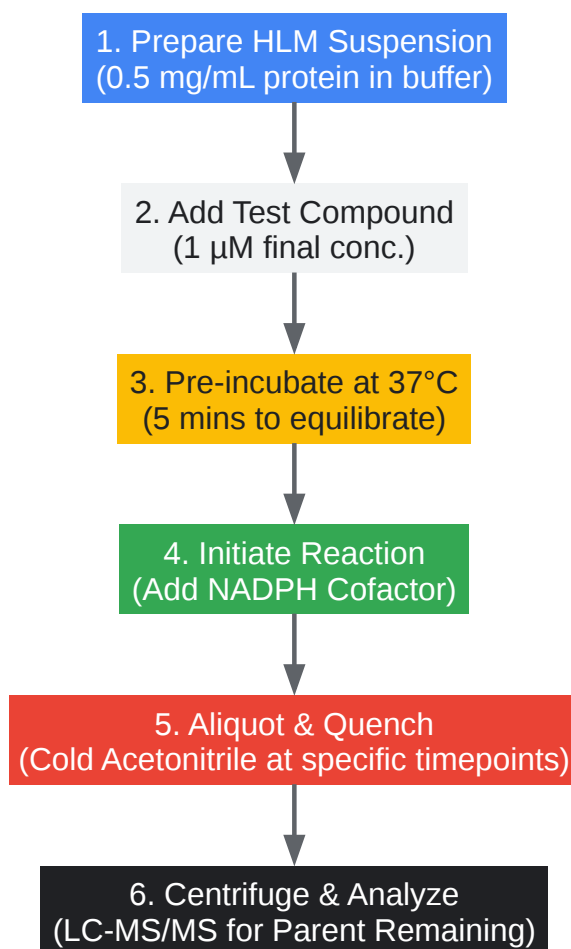 1. Prepare HLM Suspension
(0.5 mg/mL protein in buffer)
2. Add Test Compound
(1 µM final conc.)
3. Pre-incubate at 37°C
(5 mins to equilibrate)
4. Initiate Reaction
(Add NADPH Cofactor)
5. Aliquot & Quench
(Cold Acetonitrile at specific timepoints)
6. Centrifuge & Analyze
(LC-MS/MS for Parent Remaining)